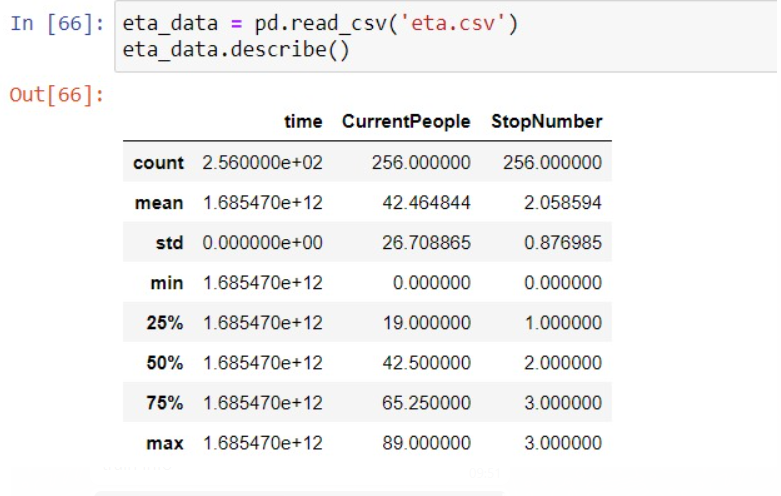 In [66]: eta_data = pd.read_csv('eta.csv')
eta_data.describe()
Out[66]:
time CurrentPeople StopNumber
count 2.560000e+02 256.000000 256.000000
mean 1.685470e+12 42.464844 2.058594
std 0.000000e+00 26.708865 0.876985
min 1.685470e+12 0.000000 0.000000
25% 1.685470e+12 19.000000 1.000000
50% 1.685470e+12 42.500000 2.000000
75% 1.685470e+12 65.250000 3.000000
max 1.685470e+12 89.000000 3.000000